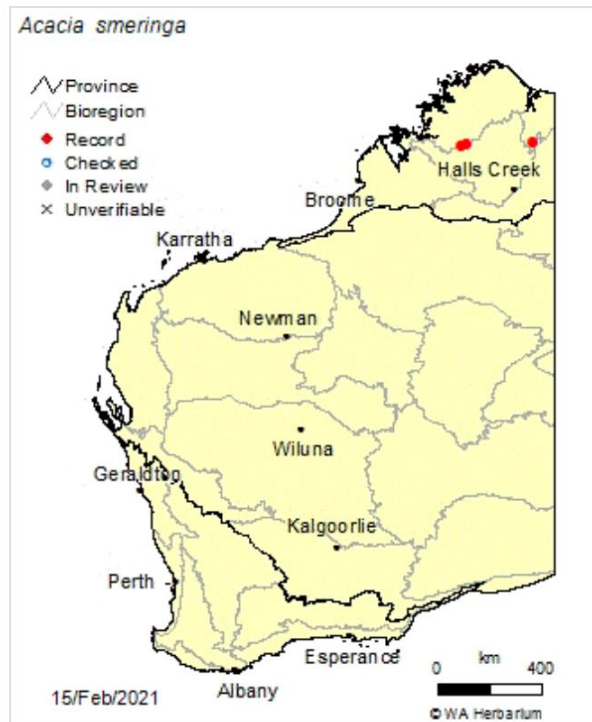 Acacia smeringa
Province
Bioregion
Record
Checked
In Review
Unverifiable
Halls Creek
Broome
Karratha
Newman
Wiluna
Geraldton
Kalgoorlie
Perth
Esperance
Albany
km
0 400
15/Feb/2021
© WA Herbarium